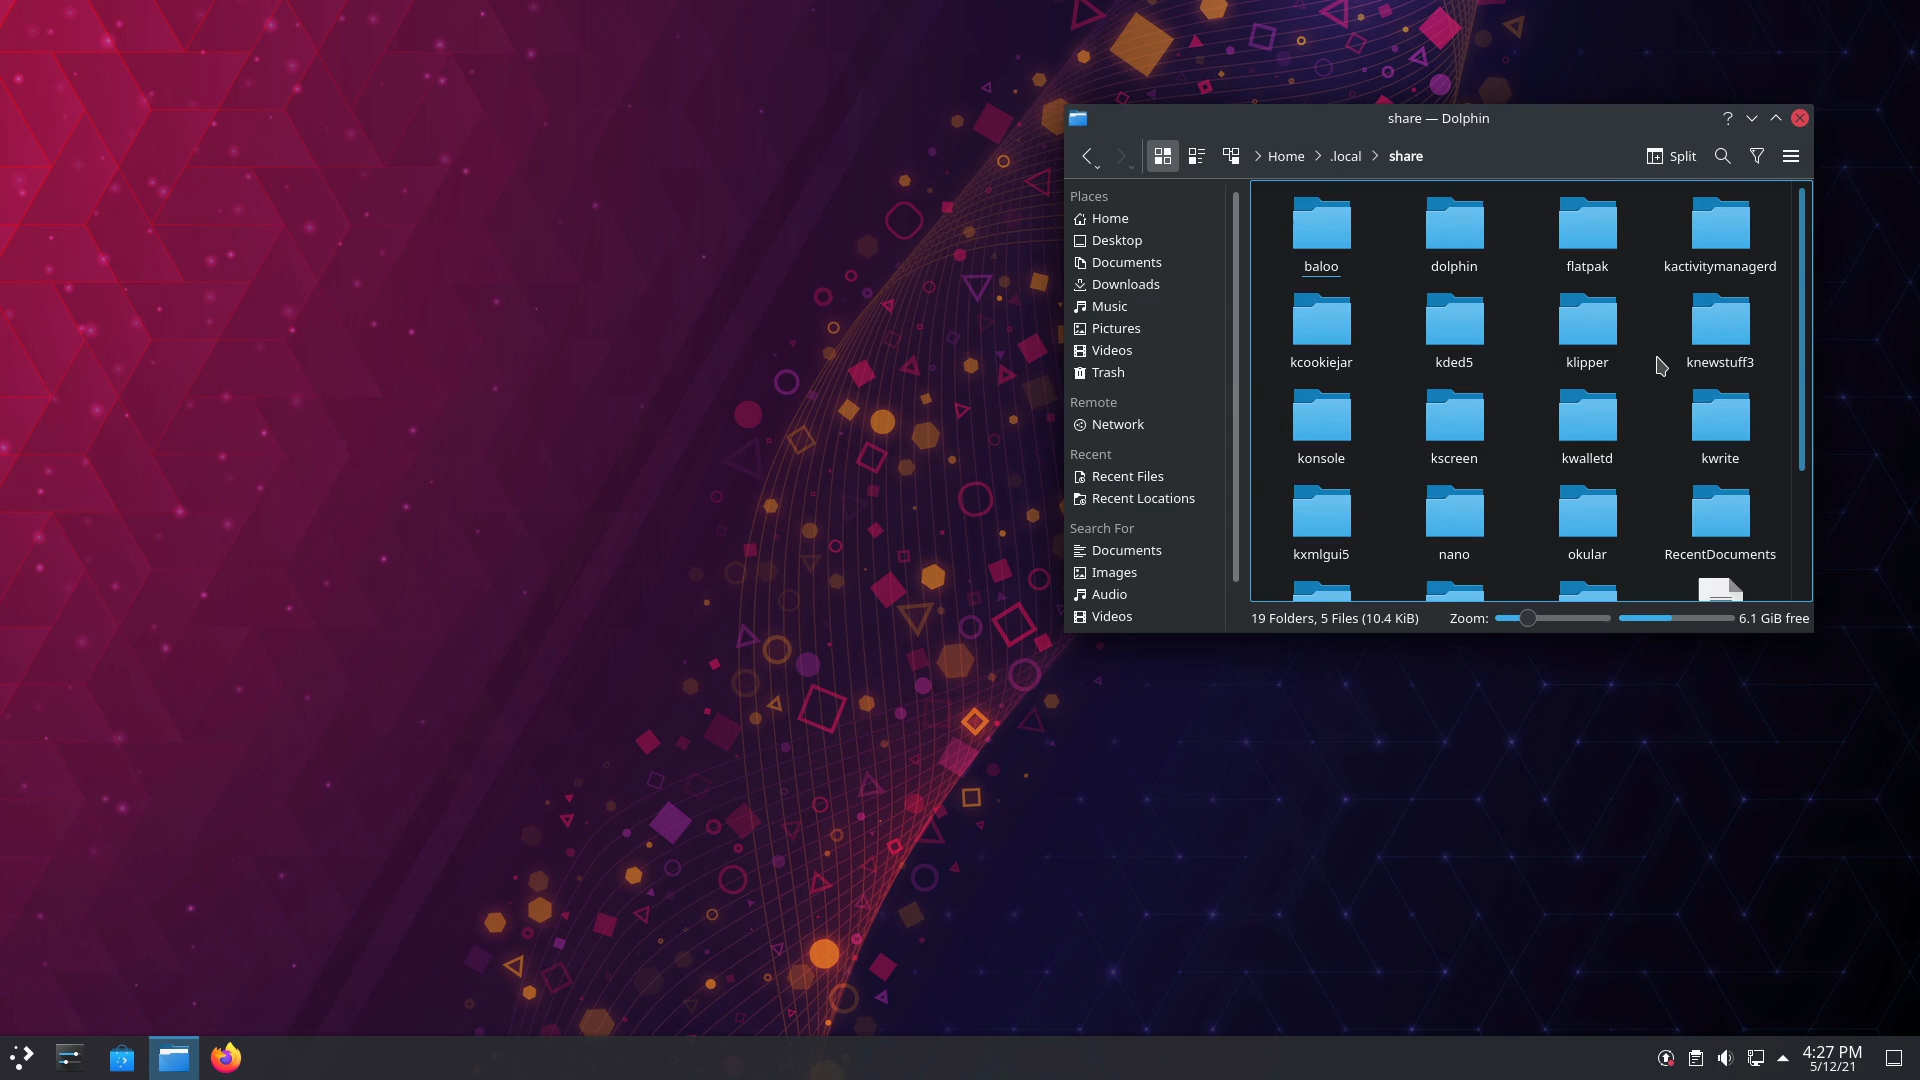 share — Dolphin
Home
.local
share
Split
Places
Home
Desktop
Documents
Downloads
Music
Pictures
Videos
Trash
Remote
Network
Recent
Recent Files
Recent Locations
Search For
Documents
Images
Audio
Videos
baloo
dolphin
flatpak
kactivitymanagerd
kcookiejar
kded5
klipper
knewstuff3
konsole
kscreen
kwalletd
kwrite
kxmlgui5
nano
okular
RecentDocuments
19 Folders, 5 Files (10.4 KiB)
Zoom:
6.1 GiB free
4:27 PM
5/12/21